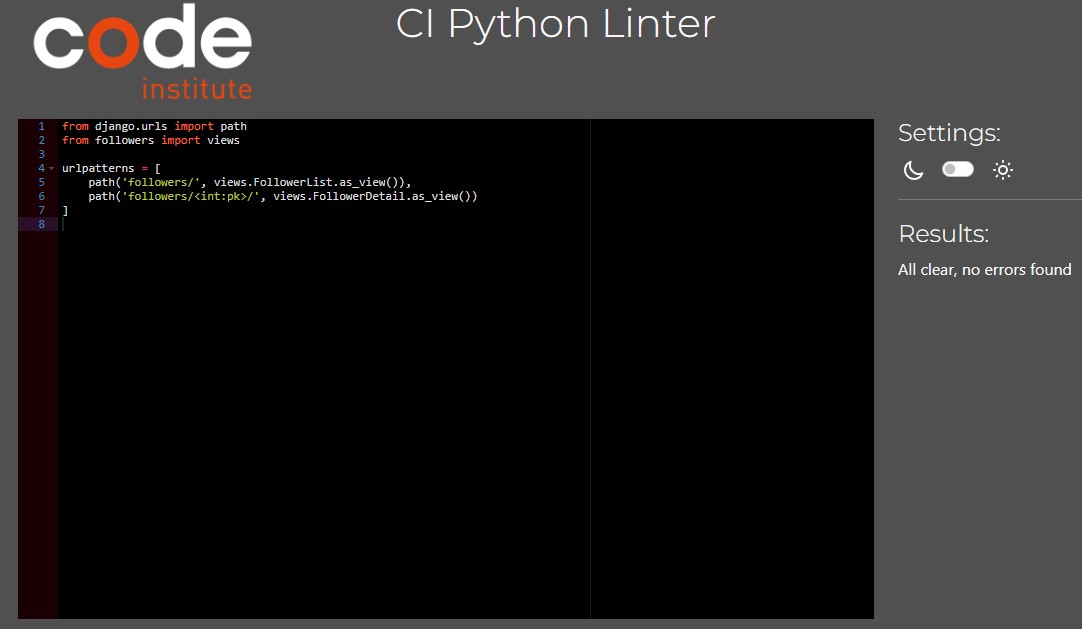 code
institute
CI Python Linter
1 from django.urls import path
2 from followers import views
3
4 urlpatterns = [
5     path('followers/', views.FollowerList.as_view()),
6     path('followers/<int:pk>/', views.FollowerDetail.as_view())
7 ]
8
Settings:
Results:
All clear, no errors found